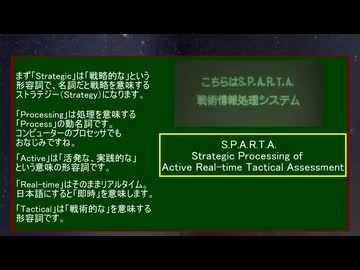 まず「Strategic」は「戦略的な」という
形容詞で、名詞だと戦略を意味する
ストラテジー(Strategy)になります。
「Processing」は処理を意味する
「Process」の動名詞です。
コンピューターのプロセッサでも
おなじみですね。
「Active」は「活発な、実践的な」
という意味の形容詞です。
「Real-time」はそのままリアルタイム。
日本語にすると「即時」を意味します。
「Tactical」は「戦術的な」を意味する
形容詞です。
こちらはS.P.A.R.T.A.
戦術情報処理システム
S.P.A.R.T.A.
Strategic Processing of
Active Real-time Tactical Assessment